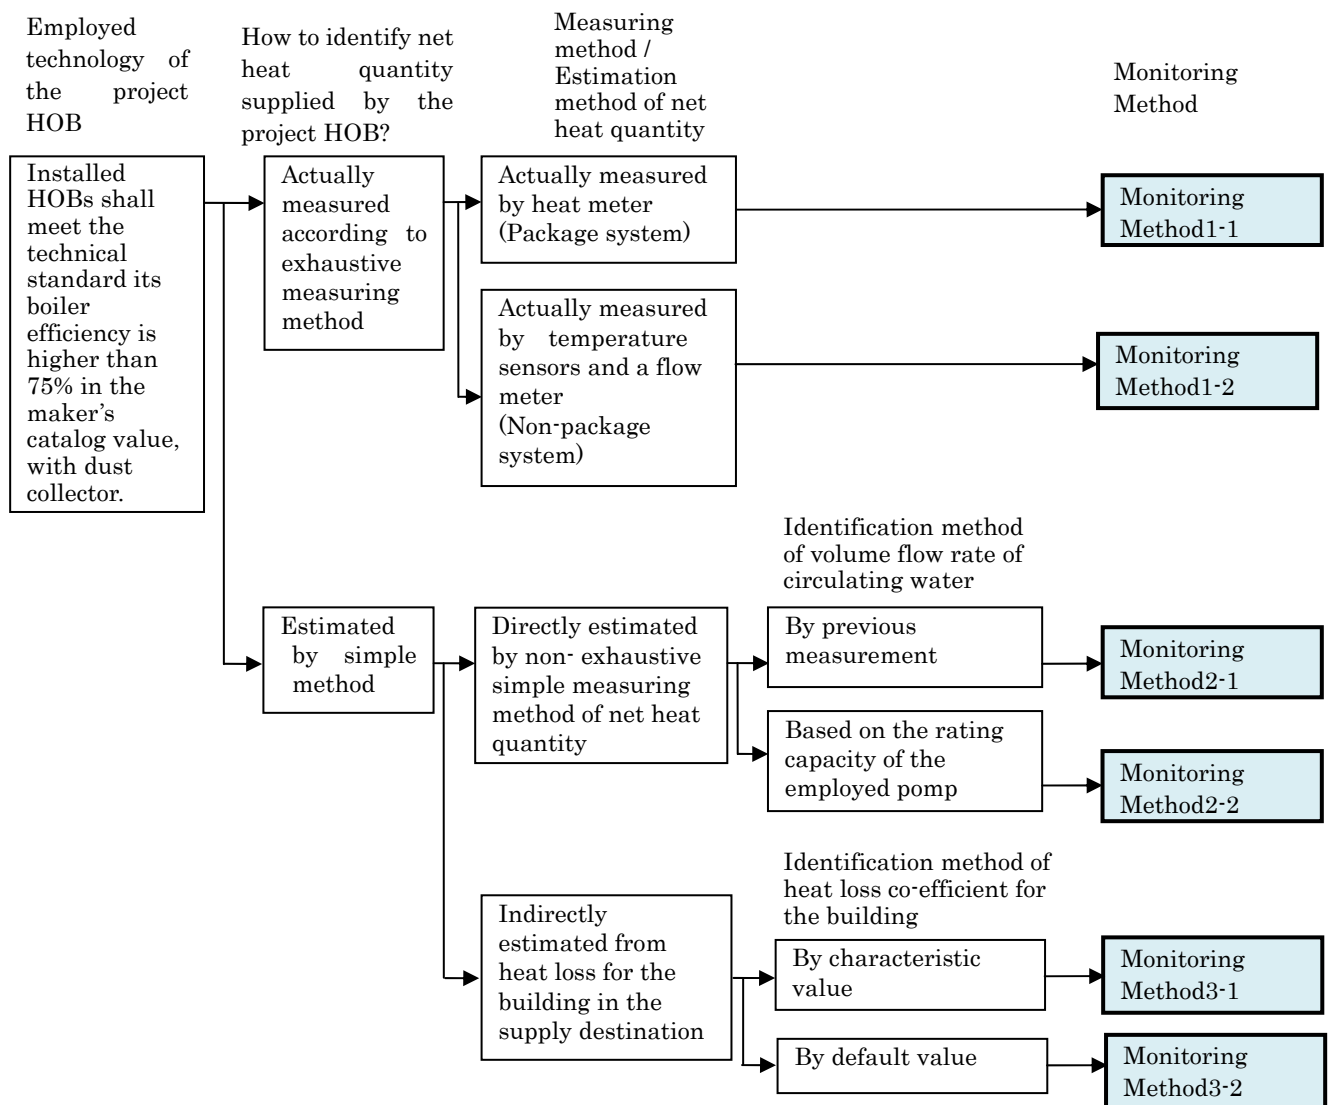 Employed
technology of
the project
HOB
How to identify net
heat quantity
supplied by the
project HOB?
Measuring
method /
Estimation
method of net
heat quantity
Monitoring
Method
Installed
HOBs shall
meet the
technical
standard its
boiler
efficiency is
higher than
75% in the
maker's
catalog value,
with dust
collector.
Actually
measured
according to
exhaustive
measuring
method
Actually measured
by heat meter
(Package system)
Monitoring
Method1-1
Actually measured
by temperature
sensors and a flow
meter
(Non-package
system)
Monitoring
Method1-2
Identification method
of volume flow rate of
circulating water
Estimated
by simple
method
Directly estimated
by non- exhaustive
simple measuring
method of net heat
quantity
By previous
measurement
Monitoring
Method2-1
Based on the rating
capacity of the
employed pomp
Monitoring
Method2-2
Identification method of
heat loss co-efficient for
the building
Indirectly
estimated from
heat loss for the
building in the
supply destination
By characteristic
value
Monitoring
Method3-1
By default value
Monitoring
Method3-2